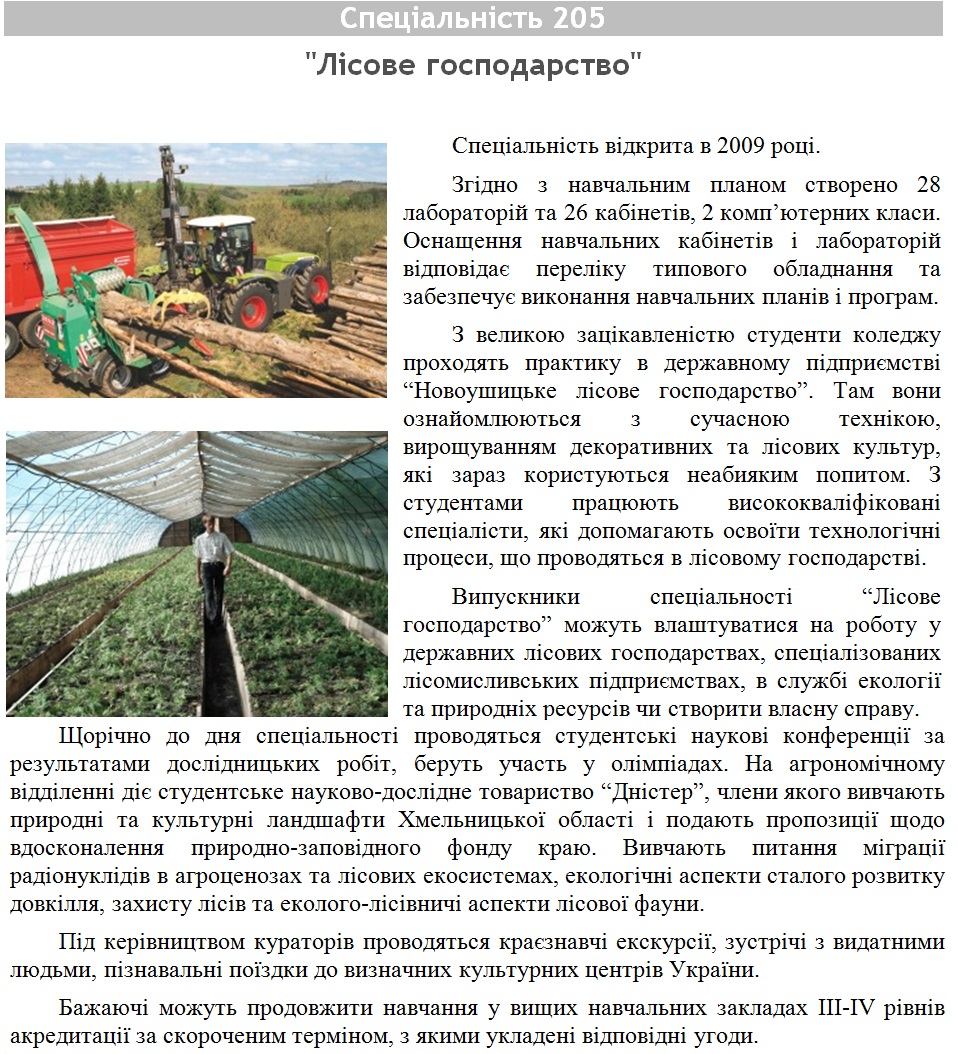 Спеціальність 205
"Лісове господарство"
Спеціальність відкрита в 2009 році.
Згідно з навчальним планом створено 28
лабораторій та 26 кабінетів, 2 комп’ютерних класи.
Оснащення навчальних кабінетів і лабораторій
відповідає переліку типового обладнання та
забезпечує виконання навчальних планів і програм.
З великою зацікавленістю студенти коледжу
проходять практику в державному підприємстві
“Новоушицьке лісове господарство”. Там вони
ознайомлюються з сучасною технікою,
вирощуванням декоративних та лісових культур,
які зараз користуються неабияким попитом. З
студентами працюють висококваліфіковані
спеціалісти, які допомагають освоїти технологічні
процеси, що проводяться в лісовому господарстві.
Випускники спеціальності “Лісове
господарство” можуть влаштуватися на роботу у
державних лісових господарствах, спеціалізованих
лісомисливських підприємствах, в службі екології
та природніх ресурсів чи створити власну справу.
Щорічно до дня спеціальності проводяться студентські наукові конференції за
результатами дослідницьких робіт, беруть участь у олімпіадах. На агрономічному
відділенні діє студентське науково-дослідне товариство “Дністер”, члени якого вивчають
природні та культурні ландшафти Хмельницької області і подають пропозиції щодо
вдосконалення природно-заповідного фонду краю. Вивчають питання міграції
радіонуклідів в агроценозах та лісових екосистемах, екологічні аспекти сталого розвитку
довкілля, захисту лісів та еколого-лісівничі аспекти лісової фауни.
Під керівництвом кураторів проводяться краєзнавчі екскурсії, зустрічі з видатними
людьми, пізнавальні поїздки до визначних культурних центрів України.
Бажаючі можуть продовжити навчання у вищих навчальних закладах III-IV рівнів
акредитації за скороченим терміном, з якими укладені відповідні угоди.